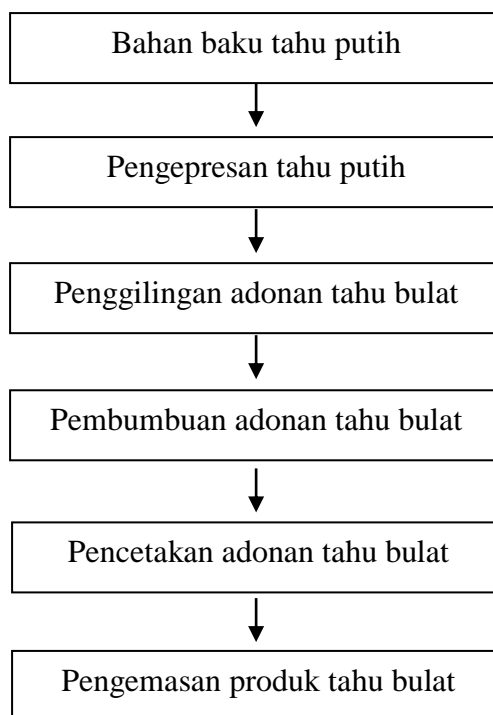 Bahan baku tahu putih
Pengepresan tahu putih
Penggilingan adonan tahu bulat
Pembumbuan adonan tahu bulat
Pencetakan adonan tahu bulat
Pengemasan produk tahu bulat